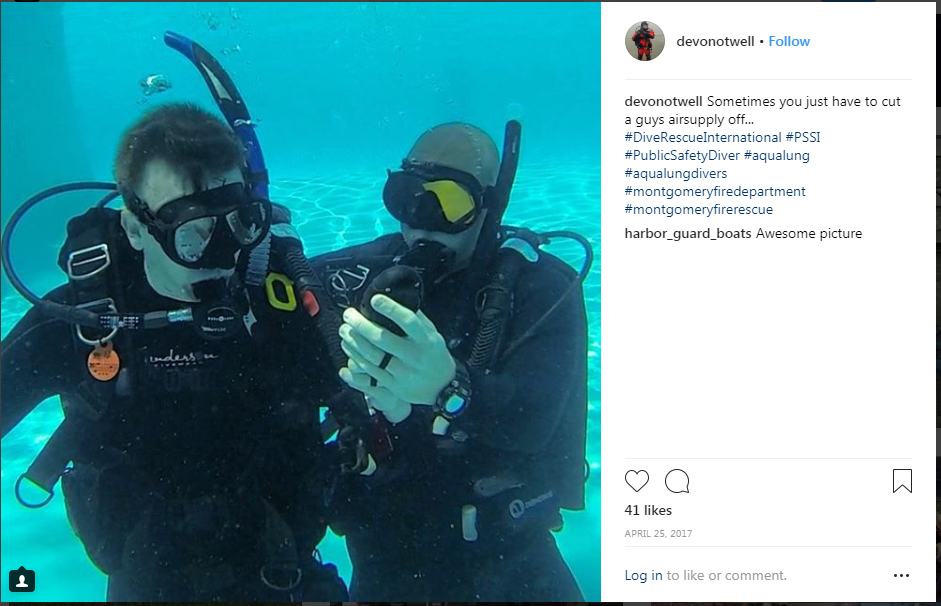 devonotwell • Follow
devonotwell Sometimes you just have to cut
a guys airsupply off...
#DiveRescueInternational #PSSI
#PublicSafetyDiver #aqualung
#aqualungdivers
#montgomeryfiredepartment
#montgomeryfirerescue
harbor_guard_boats Awesome picture
41 likes
APRIL 25, 2017
Log in to like or comment.